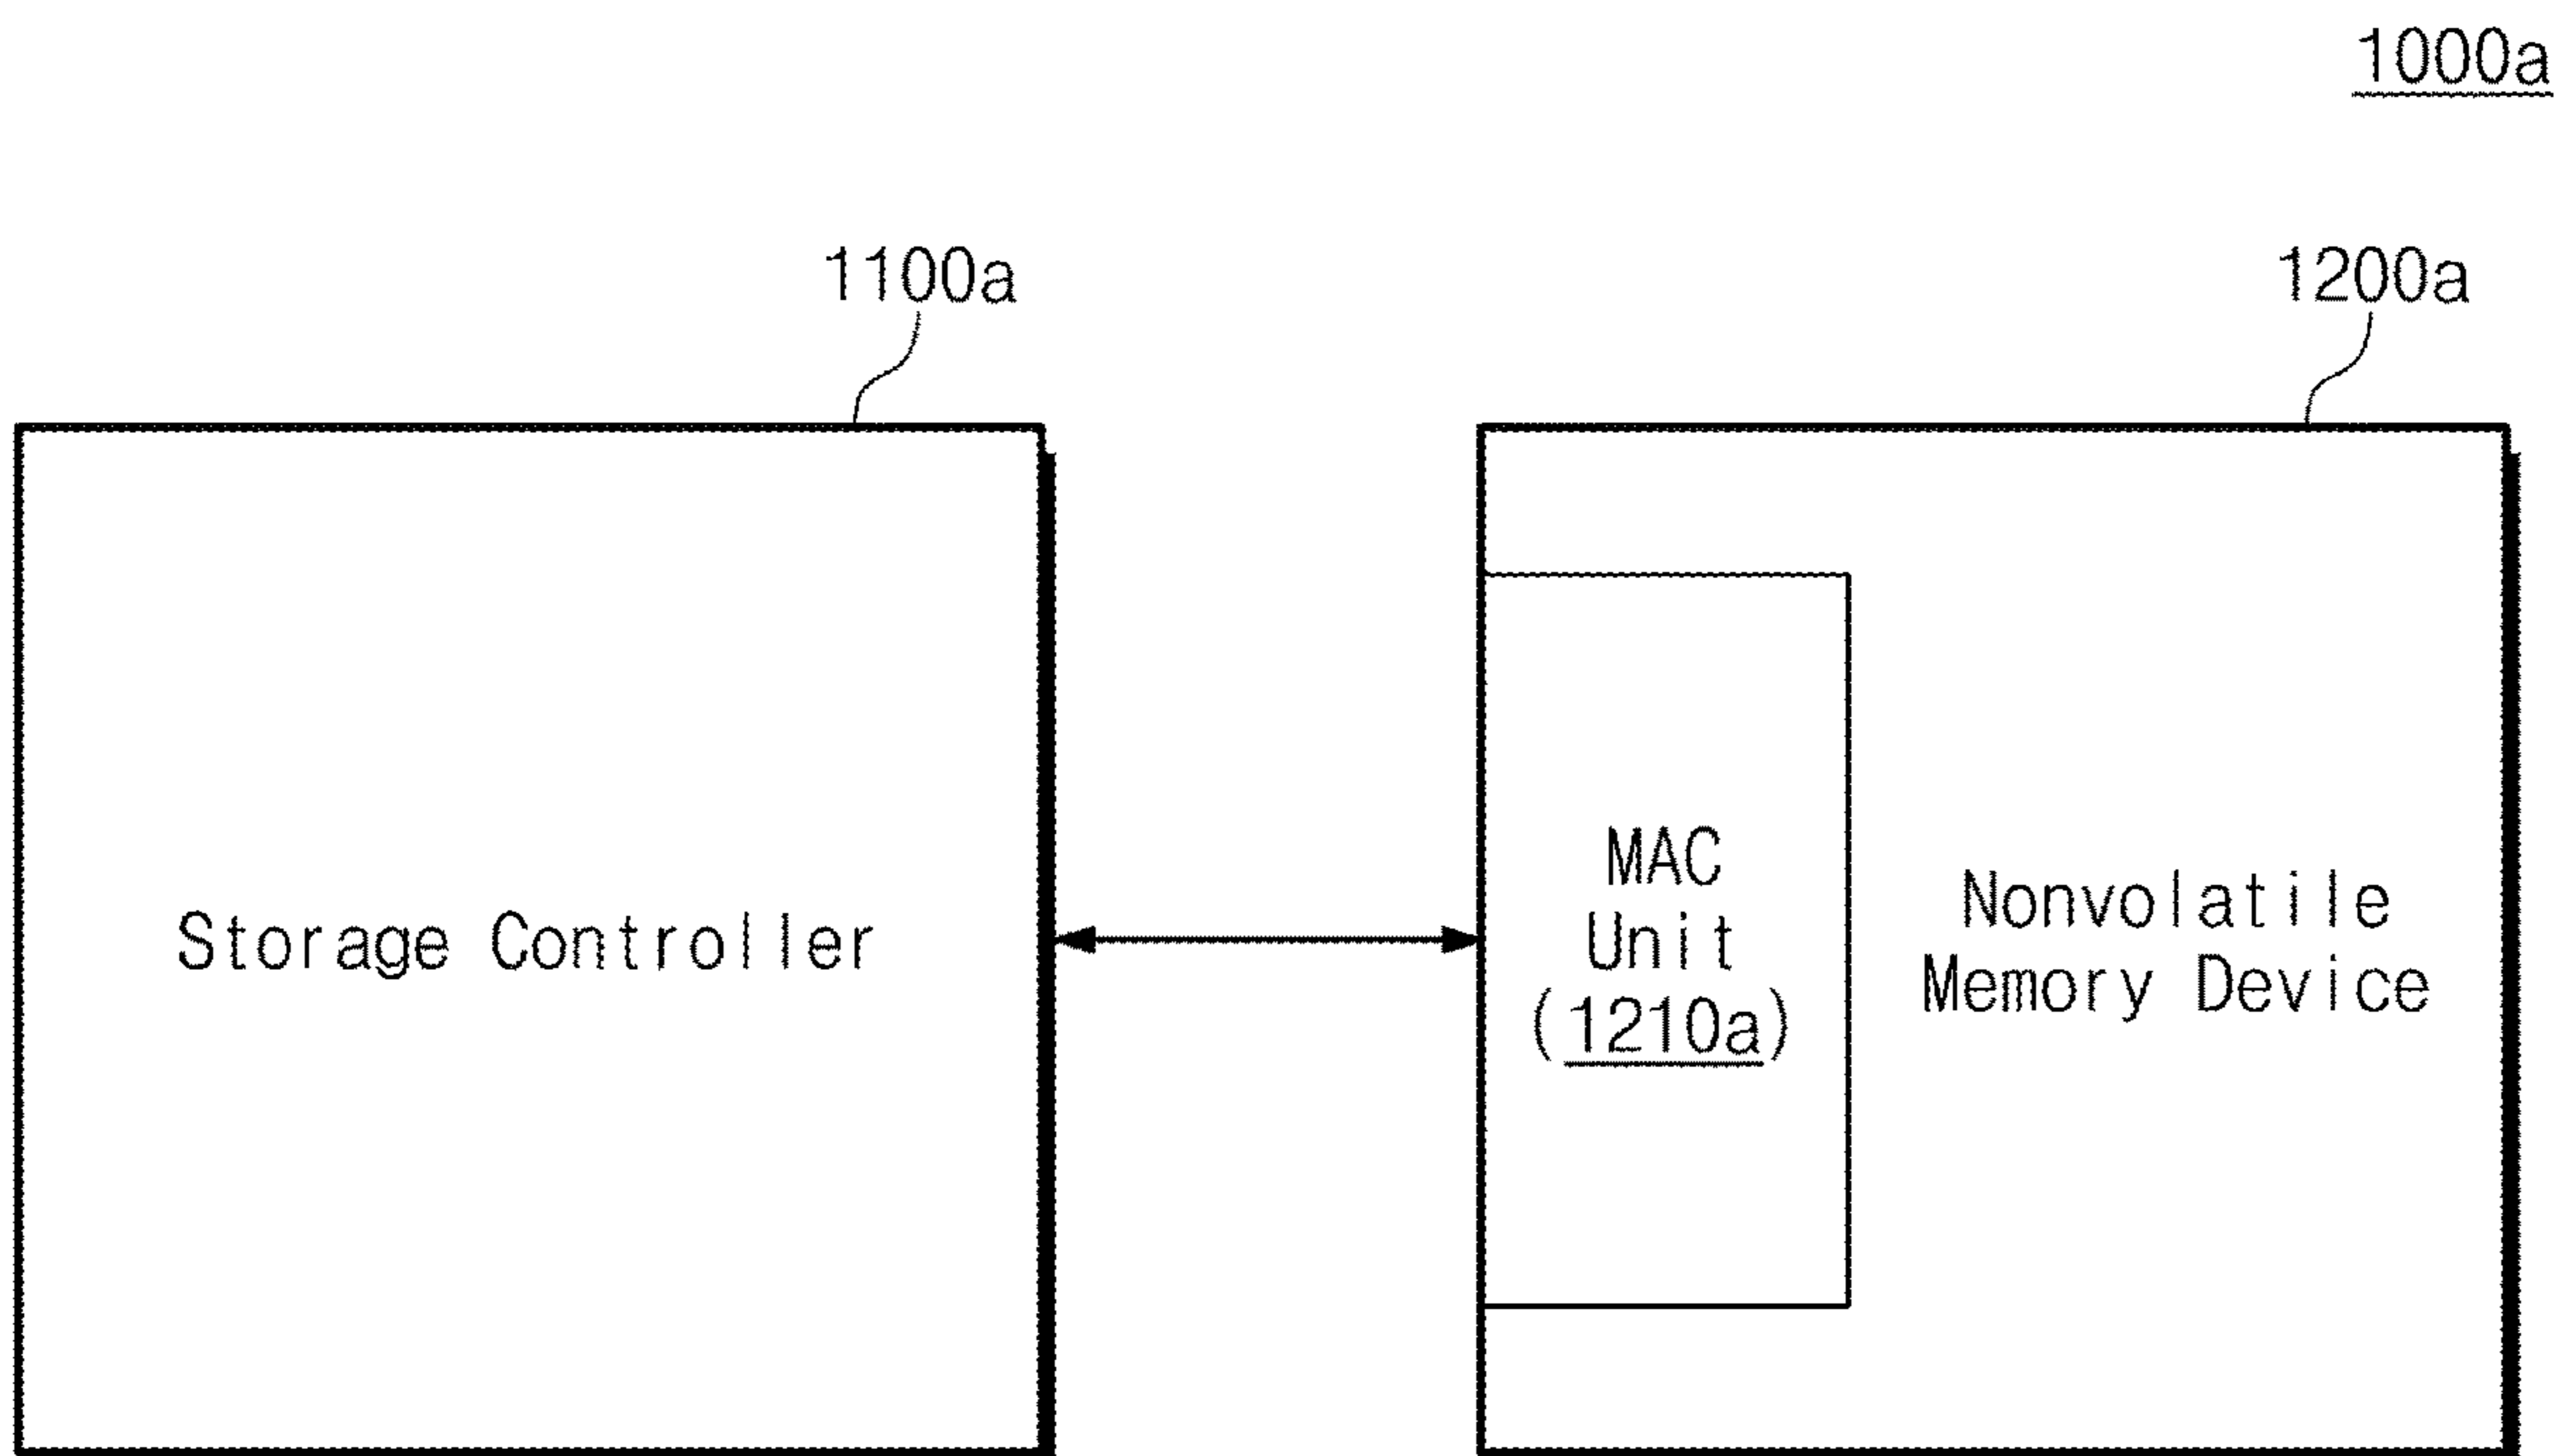 1000a
1100a
1200a
Storage Controller
MAC
Unit
(1210a)
Nonvolatile
Memory Device